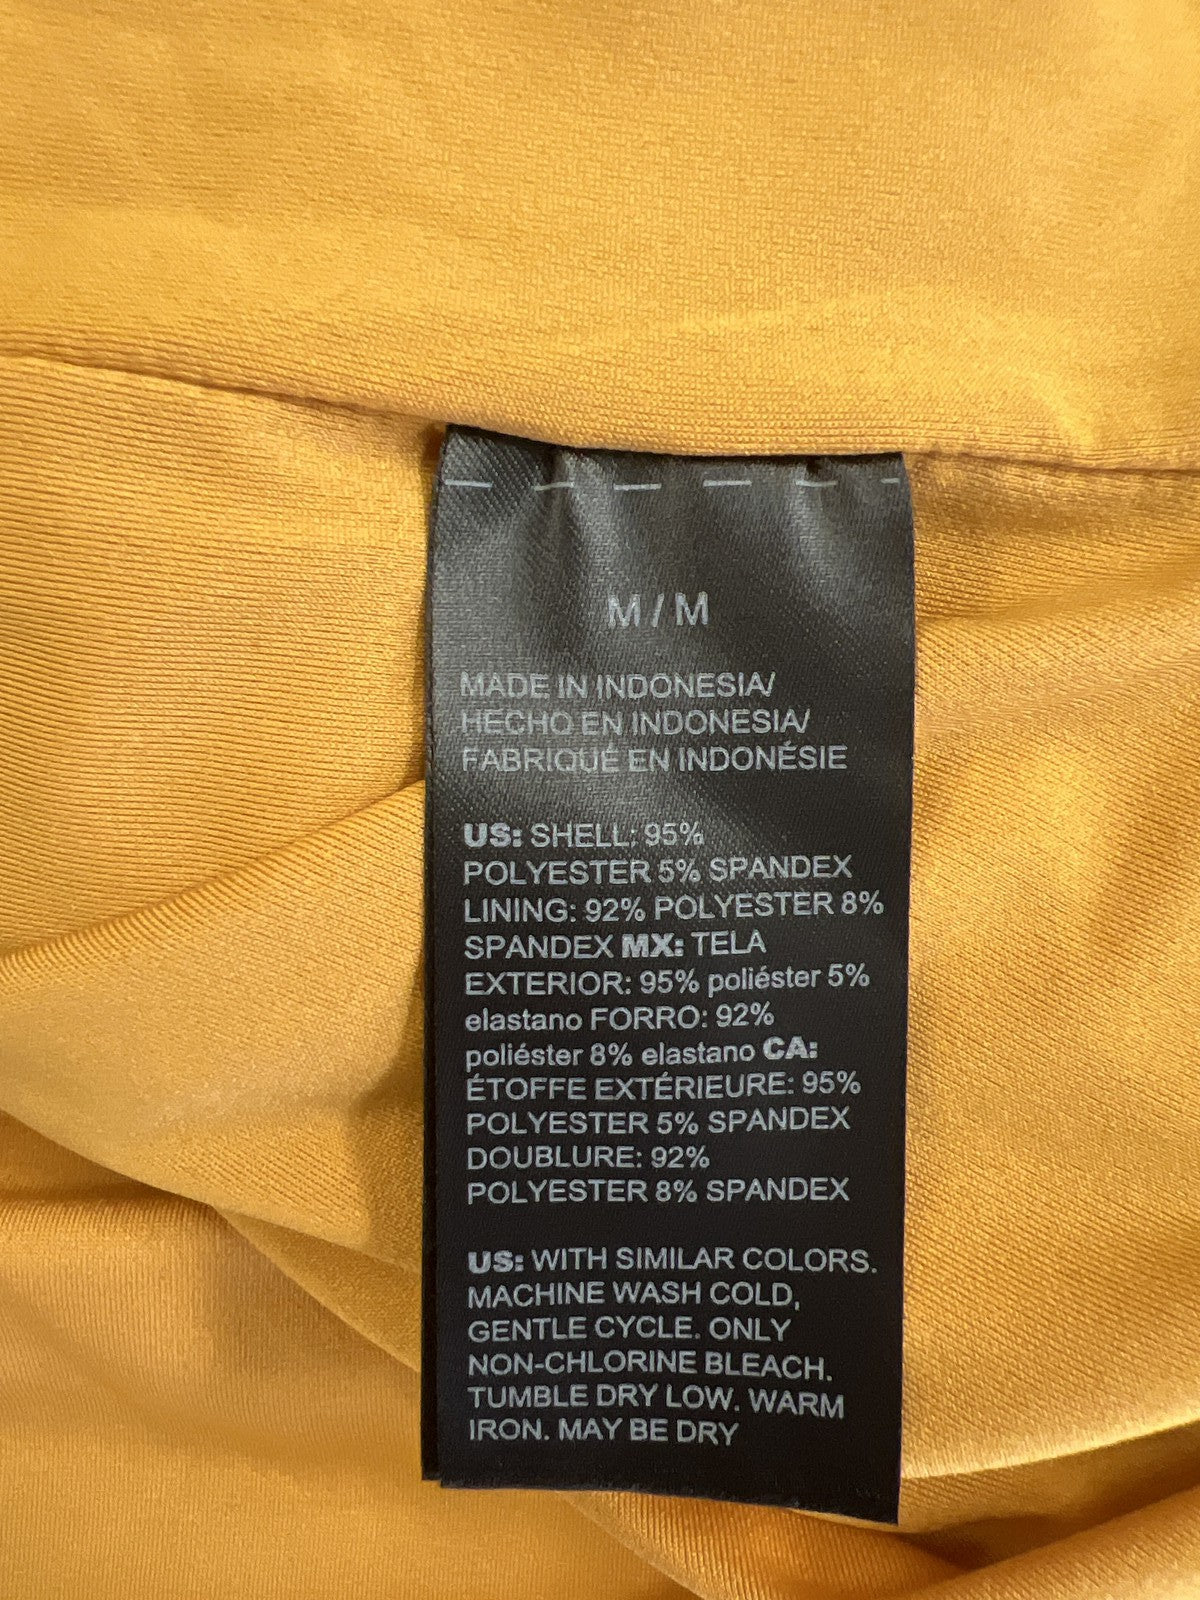 M / M
MADE IN INDONESIA/
HECHO EN INDONESIA/
FABRIQUÉ EN INDONÉSIE
US: SHELL: 95%
POLYESTER 5% SPANDEX
LINING: 92% POLYESTER 8%
SPANDEX MX: TELA
EXTERIOR: 95% poliéster 5%
elastano FORRO: 92%
poliéster 8% elastano CA:
ÉTOFFE EXTÉRIEURE: 95%
POLYESTER 5% SPANDEX
DOUBLURE: 92%
POLYESTER 8% SPANDEX
US: WITH SIMILAR COLORS.
MACHINE WASH COLD,
GENTLE CYCLE. ONLY
NON-CHLORINE BLEACH.
TUMBLE DRY LOW. WARM
IRON. MAY BE DRY